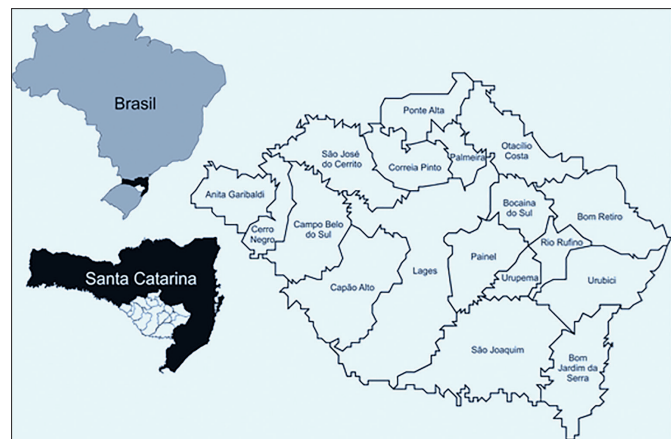 Brasil
Santa Catarina
Ponte Alta
São José
do Cerrito
Correia Pinto
Palmeira
Otacílio
Costa
Anita Garibaldi
Cerro
Negro
Campo Belo
do Sul
Bocaina
do Sul
Bom Retiro
Rio Rufino
Capão Alto
Lages
Painel
Urupema
Urubici
São Joaquim
Bom
Jardim da
Serra